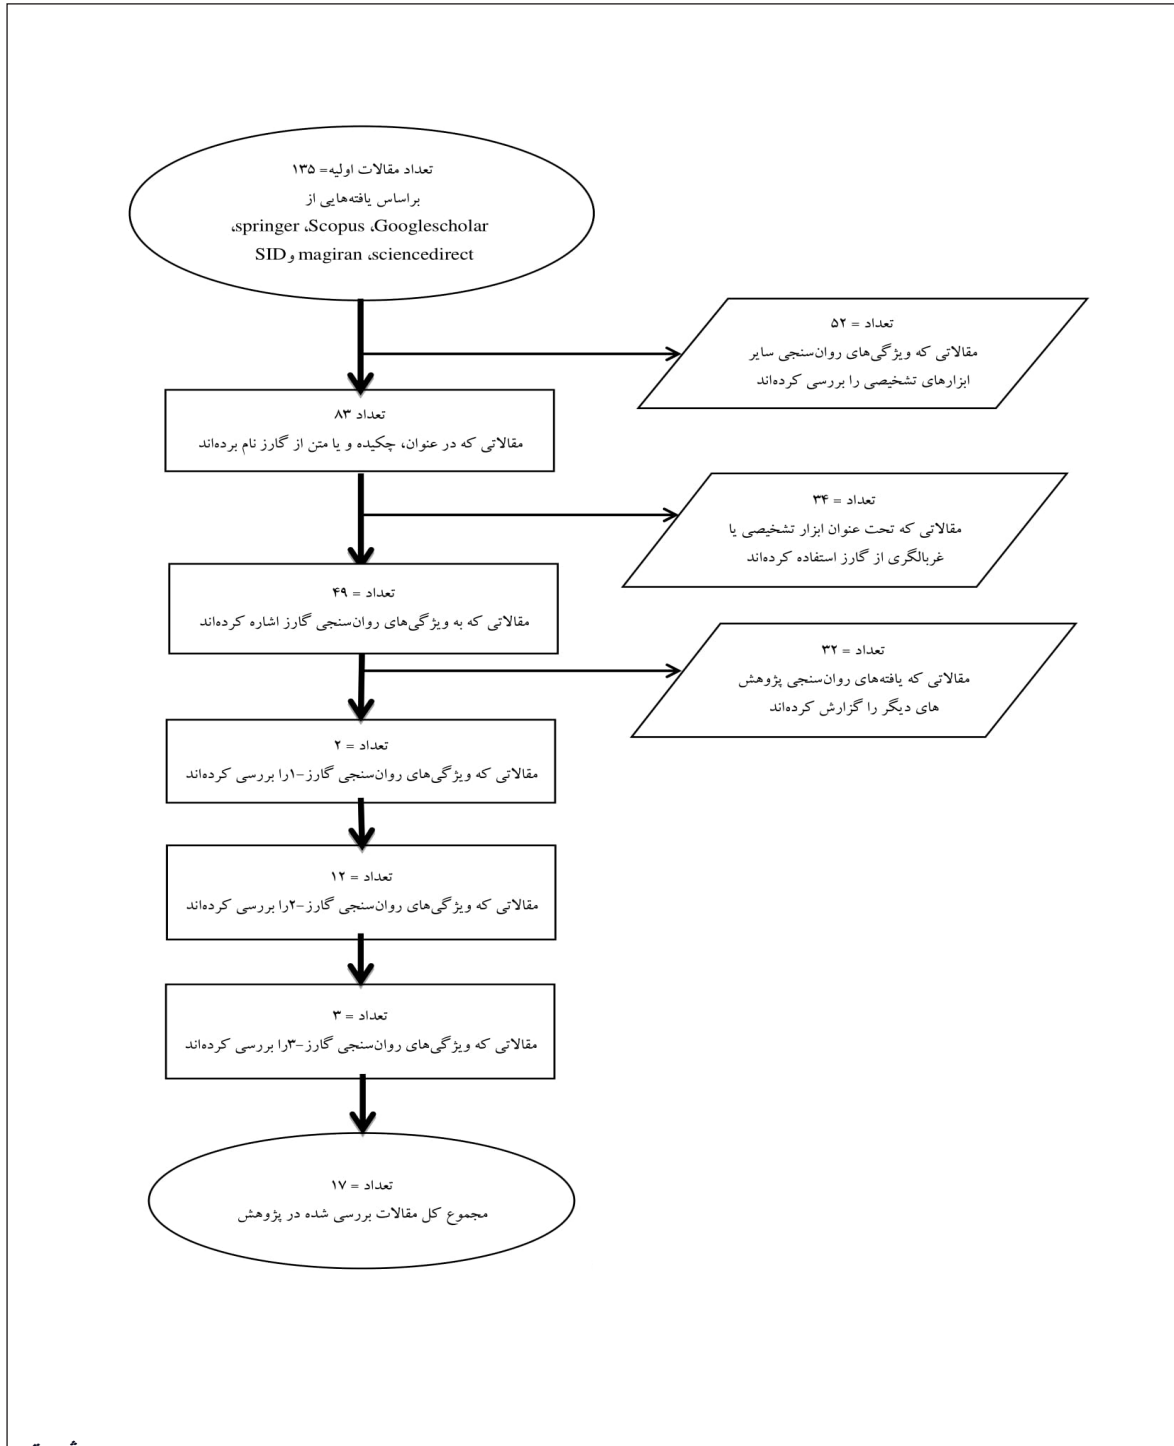 تعداد مقالات اولیه= ۱۳۵
براساس یافته‌هایی از
springer ،Scopus ،Googlescholar،
SID و magiran ،sciencedirect
تعداد = ۵۲
مقالاتی که ویژگی‌های روان‌سنجی سایر
ابزارهای تشخیصی را بررسی کرده‌اند
تعداد ۸۳
مقالاتی که در عنوان، چکیده و یا متن از گارز نام برده‌اند
تعداد = ۳۴
مقالاتی که تحت عنوان ابزار تشخیصی یا
غربالگری از گارز استفاده کرده‌اند
تعداد = ۴۹
مقالاتی که به ویژگی‌های روان‌سنجی گارز اشاره کرده‌اند
تعداد = ۳۲
مقالاتی که یافته‌های روان‌سنجی پژوهش
های دیگر را گزارش کرده‌اند
تعداد = ۲
مقالاتی که ویژگی‌های روان‌سنجی گارز-۱را بررسی کرده‌اند
تعداد = ۱۲
مقالاتی که ویژگی‌های روان‌سنجی گارز-۲را بررسی کرده‌اند
تعداد = ۳
مقالاتی که ویژگی‌های روان‌سنجی گارز-۳را بررسی کرده‌اند
تعداد = ۱۷
مجموع کل مقالات بررسی شده در پژوهش